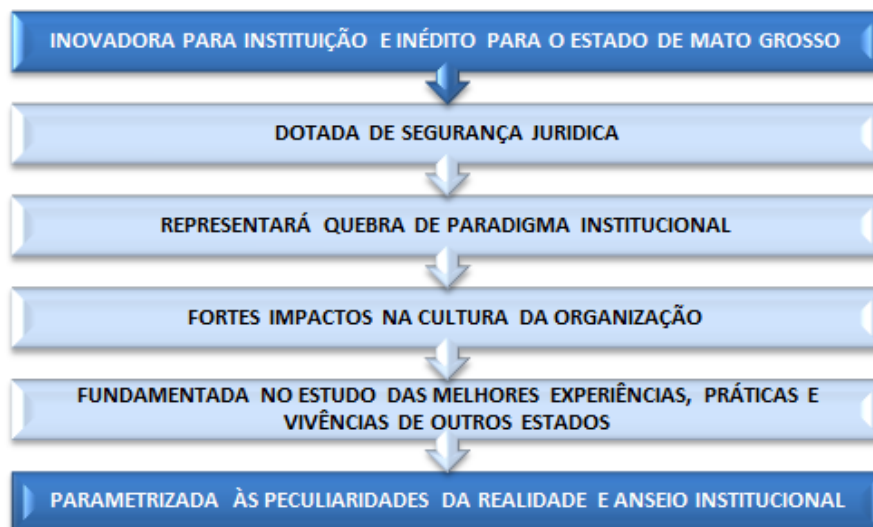 INOVADORA PARA INSTITUIÇÃO E INÉDITO PARA O ESTADO DE MATO GROSSO
DOTADA DE SEGURANÇA JURIDICA
REPRESENTARÁ QUEBRA DE PARADIGMA INSTITUCIONAL
FORTES IMPACTOS NA CULTURA DA ORGANIZAÇÃO
FUNDAMENTADA NO ESTUDO DAS MELHORES EXPERIÊNCIAS, PRÁTICAS E
VIVÊNCIAS DE OUTROS ESTADOS
PARAMETRIZADA ÀS PECULIARIDADES DA REALIDADE E ANSEIO INSTITUCIONAL